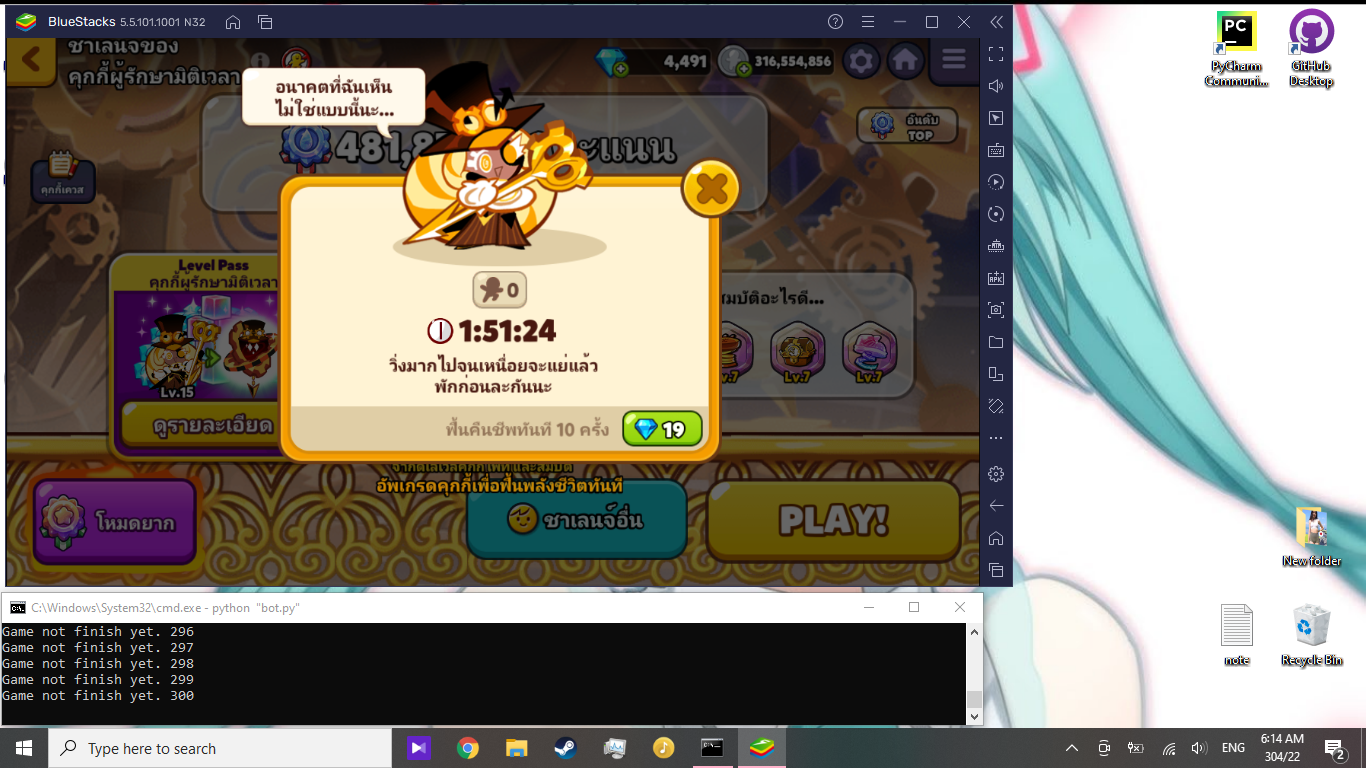 BlueStacks 5.5.101.1001 N32
ชาเลนจ์ของ
คุกกี้ผู้รักษามิติเวลา
4,491
316,554,856
อนาคตที่ฉันเห็น
ไม่ใช่แบบนี้นะ...
481,8
คะแนน
อันดับ
TOP
คุกกี้เควส
Level Pass
คุกกี้ผู้รักษามิติเวลา
Lv.15
ดูรายละเอียด
0
1:51:24
วิ่งมากไปจนเหนื่อยจะแย่แล้ว
พักก่อนละกันนะ
ฟื้นคืนชีพทันที 10 ครั้ง
19
สมบัติอะไรดี...
Lv.7
Lv.7
Lv.7
อัพเกรดคุกกี้เพื่อฟื้นพลังชีวิตทันที
โหมดยาก
ชาเลนจ์อื่น
PLAY!
C:\Windows\System32\cmd.exe - python "bot.py"
Game not finish yet. 296
Game not finish yet. 297
Game not finish yet. 298
Game not finish yet. 299
Game not finish yet. 300
PC
PyCharm
Communi...
GitHub
Desktop
New folder
note
Recycle Bin
Type here to search
ENG
6:14 AM
304/22
2